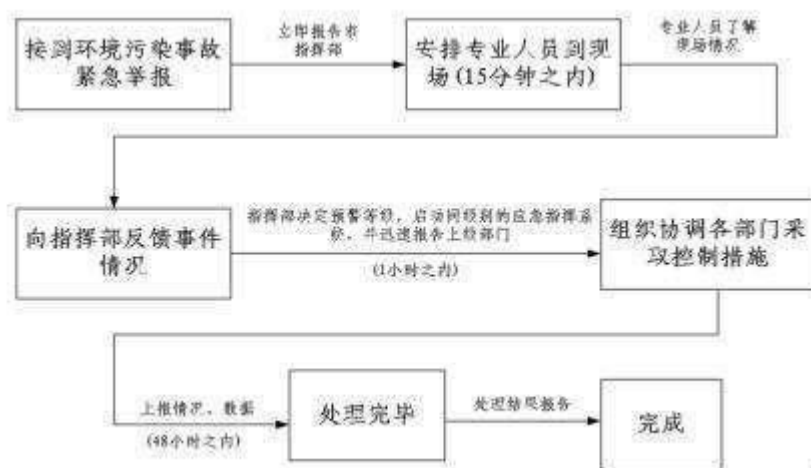 接到环境污染事故
紧急举报
立即报告市
指挥部
安排专业人员到现
场(15分钟之内)
专业人员了解
现场情况
向指挥部反馈事件
情况
指挥部决定预警等级，启动同级别的应急指挥系
统，并迅速报告上级部门
(1小时之内)
组织协调各部门采
取控制措施
上报情况、数据
(48小时之内)
处理完毕
处理结果报告
完成